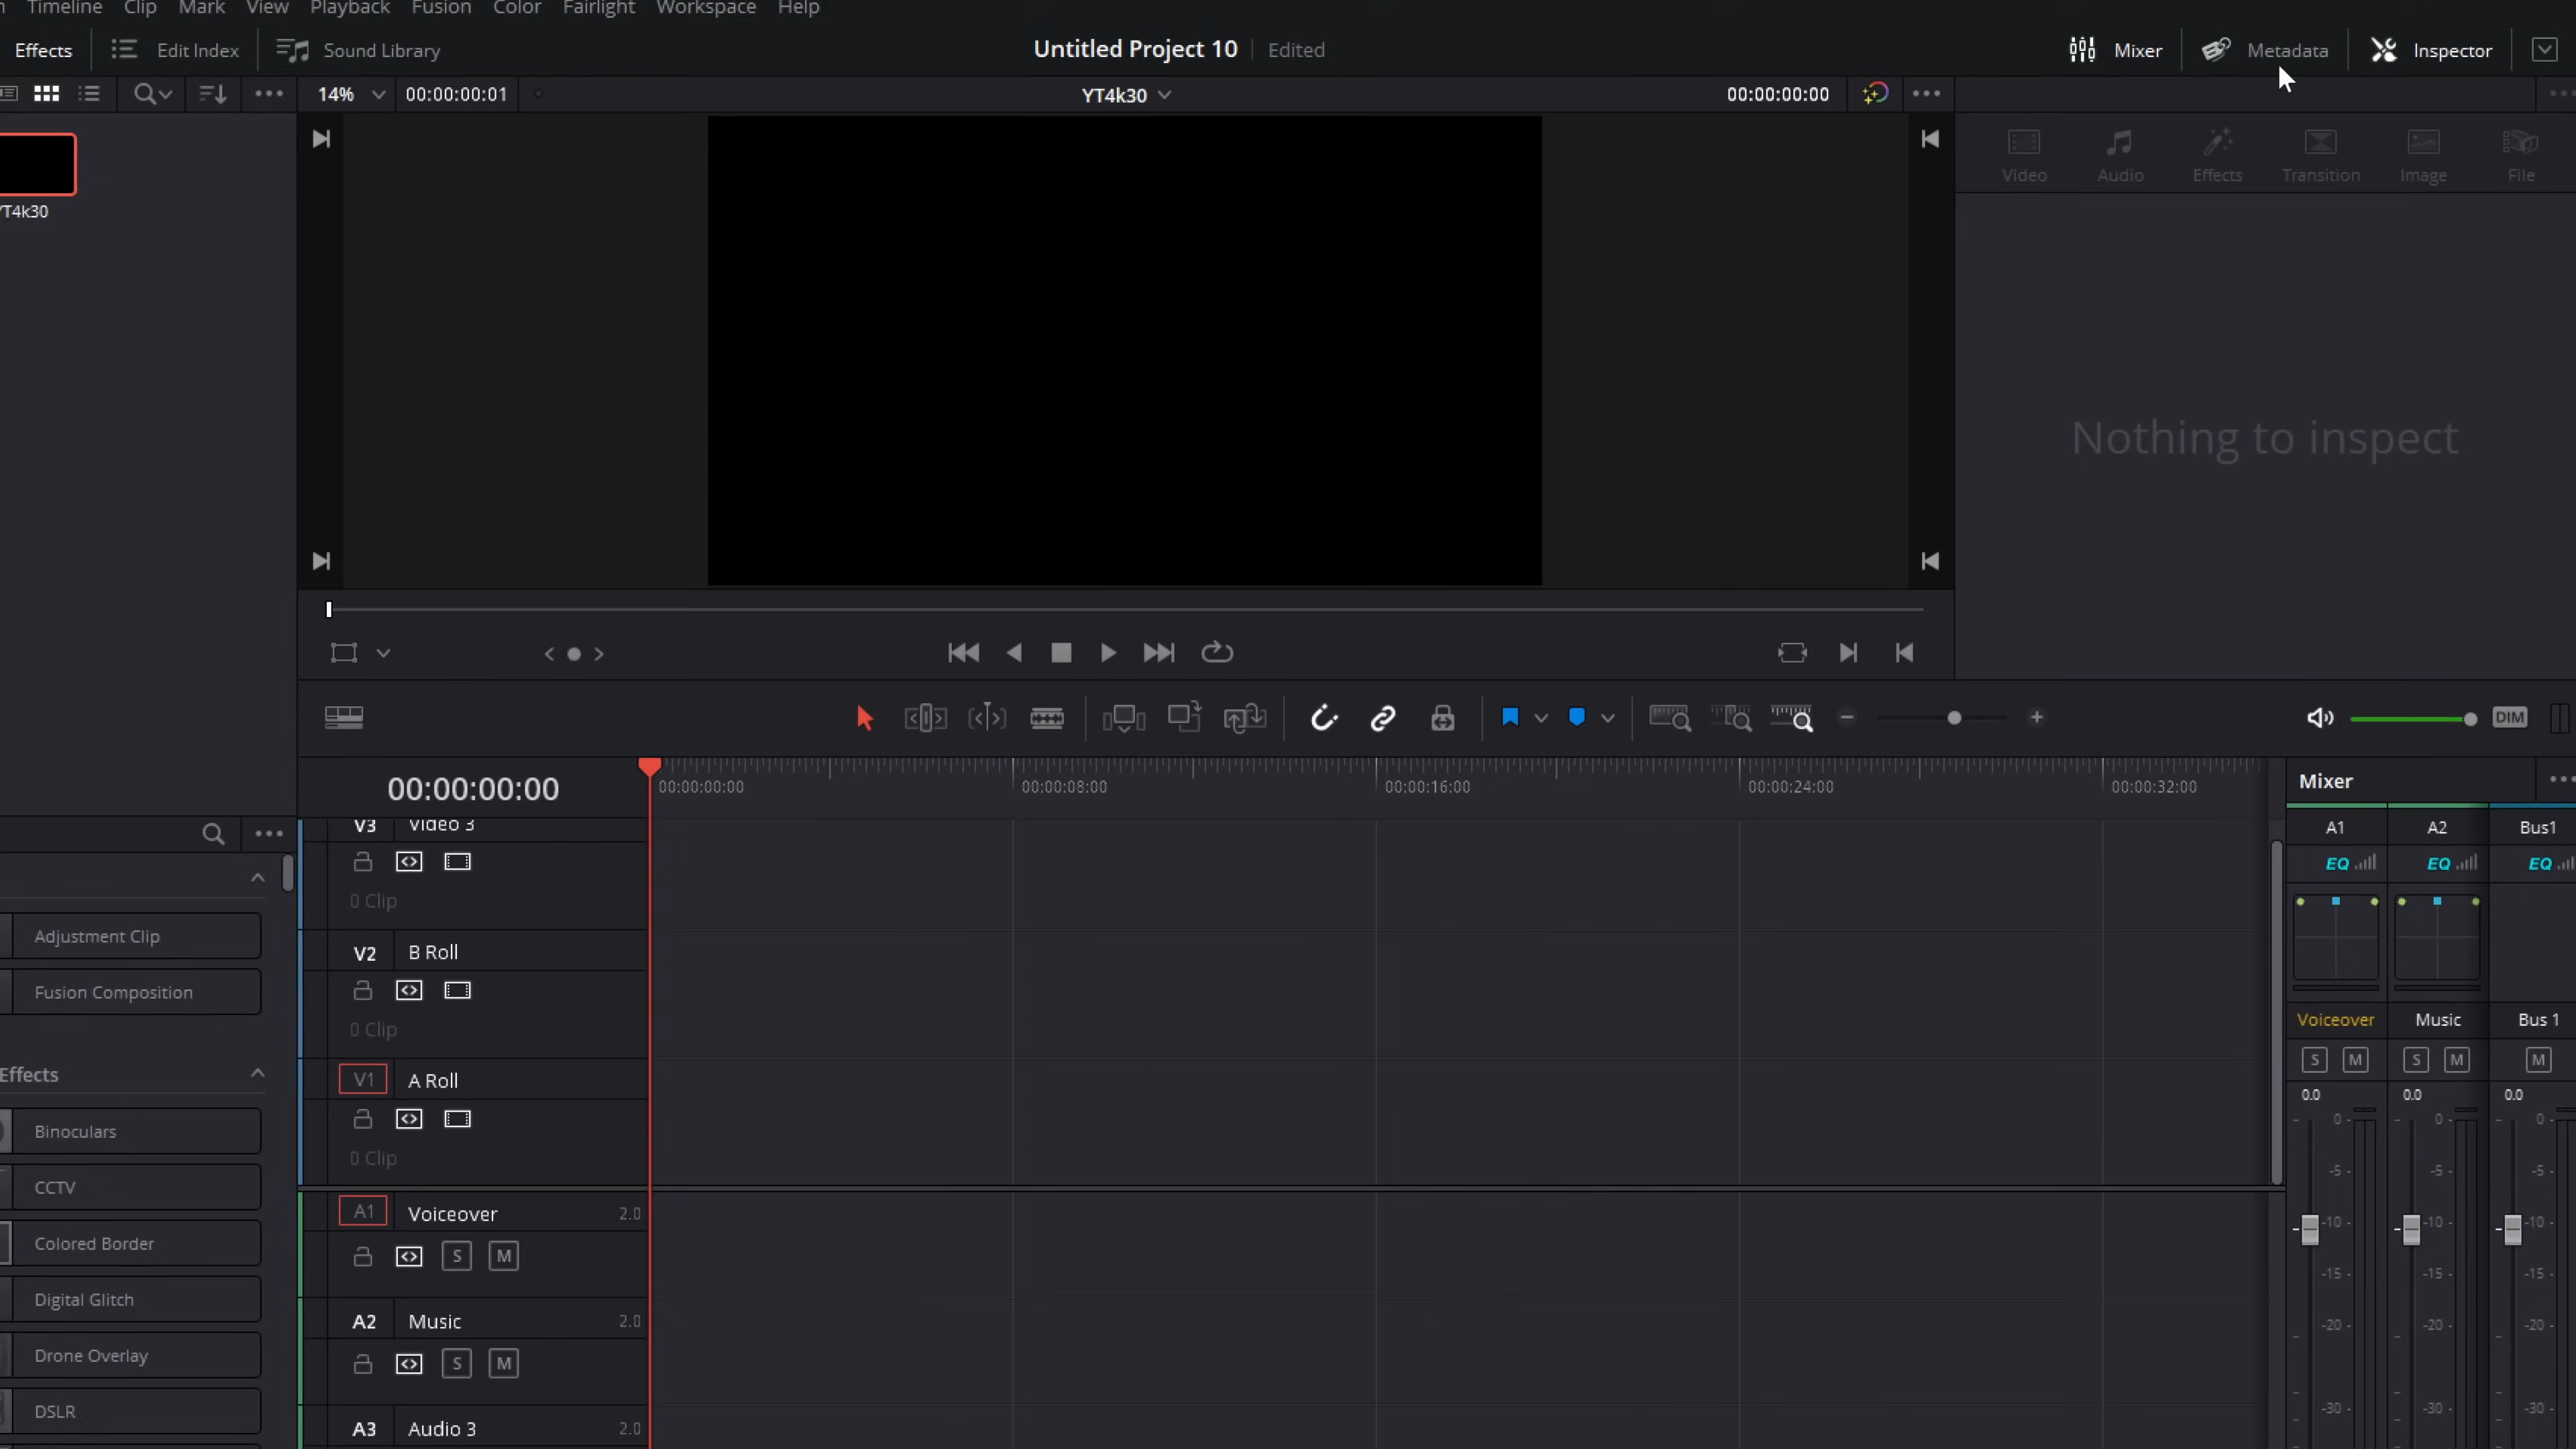 Timeline Clip Mark View Playback Fusion Color Fairlight Workspace Help
Effects Edit Index Sound Library Untitled Project 10 Edited Mixer Metadata Inspector
14% 00:00:00:01 YT4k30 00:00:00:00
Video Audio Effects Transition Image File
YT4k30
Nothing to inspect
DIM
00:00:00:00 00:00:00:00 00:00:08:00 00:00:16:00 00:00:24:00 00:00:32:00
Mixer
V3 Video 3
0 Clip
V2 B Roll
0 Clip
V1 A Roll
0 Clip
A1 Voiceover 2.0
S M
A2 Music 2.0
S M
A3 Audio 3 2.0
Adjustment Clip
Fusion Composition
Effects
Binoculars
CCTV
Colored Border
Digital Glitch
Drone Overlay
DSLR
A1 A2 Bus1
EQ EQ EQ
Voiceover Music Bus 1
S M S M M
0.0 0.0 0.0
0 0 0
-5 -5 -5
-10 -10 -10
-15 -15 -15
-20 -20 -20
-30 -30 -30